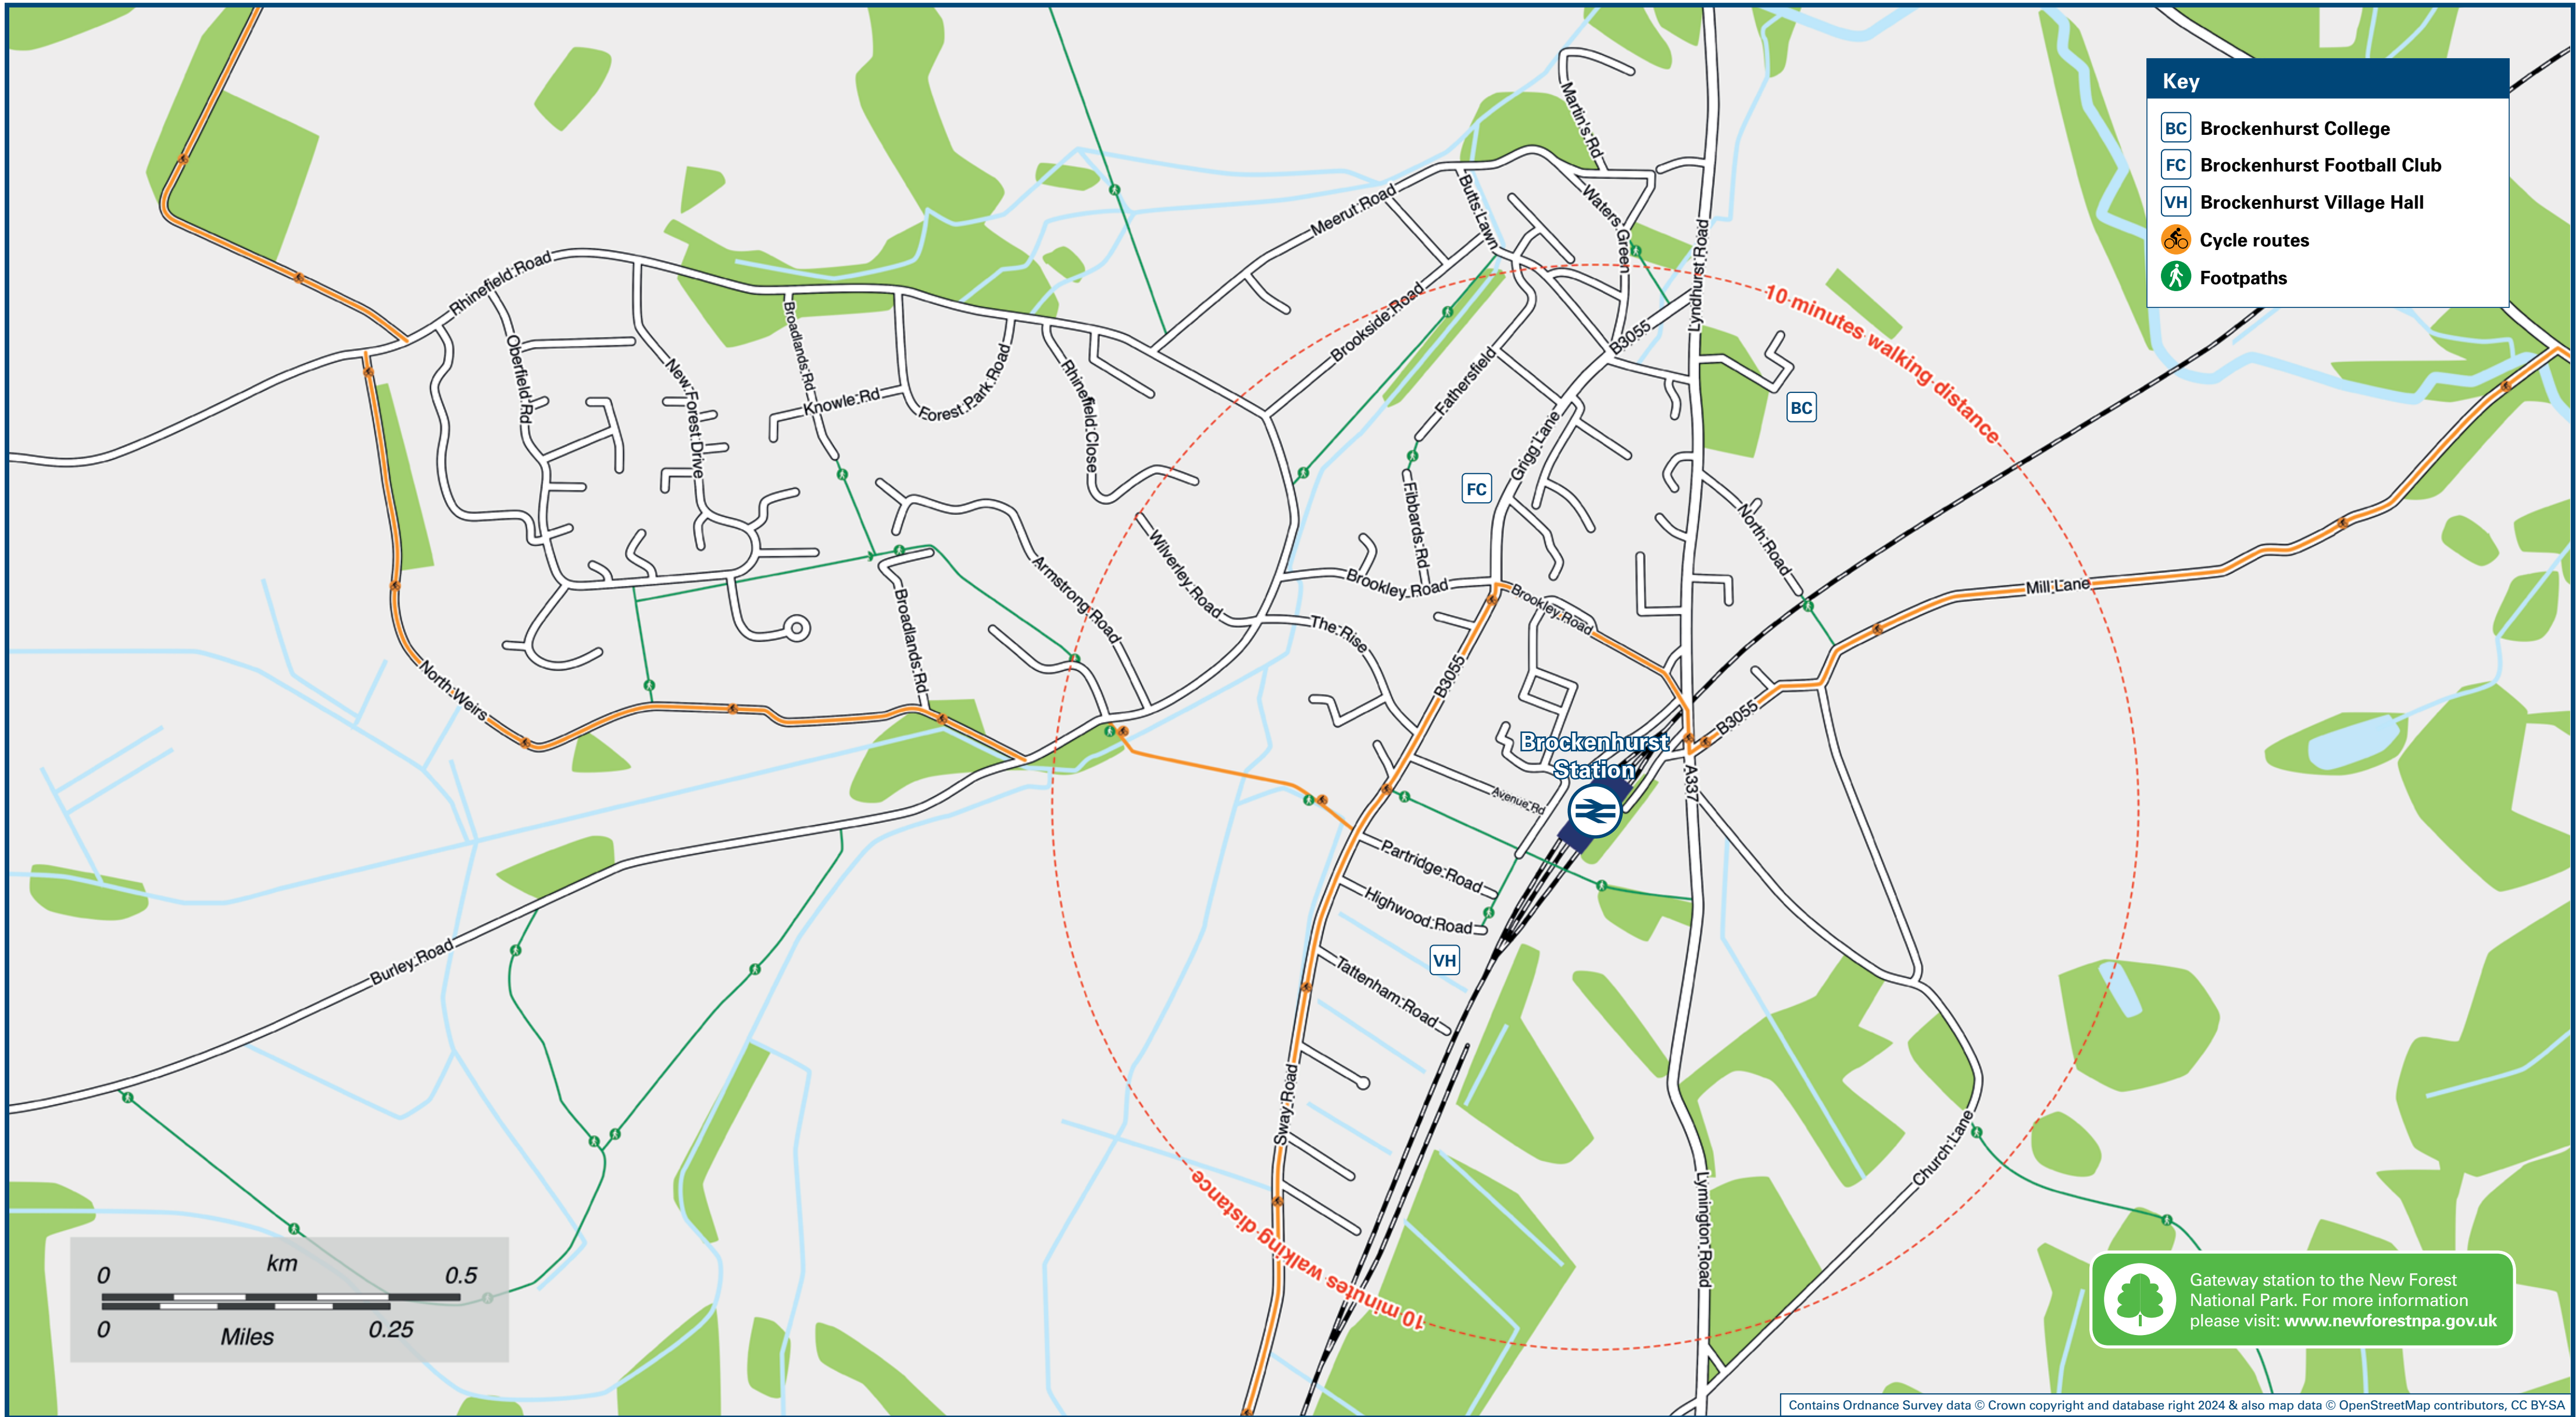 Key
BC Brockenhurst College
FC Brockenhurst Football Club
VH Brockenhurst Village Hall
Cycle routes
Footpaths
Martin's Rd
Meerut Road
Butts Lawn
Waters Green
Lyndhurst Road
Rhinefield Road
Brookside Road
B3055
10 minutes walking distance
Oberfield Rd
New Forest Drive
Broadlands Rd
Knowle Rd
Forest Park Road
Rhinefield Close
Fathersfield
BC
Grigg Lane
FC
Fibbards Rd
North Road
Wilverley Road
Armstrong Road
Brookley Road
Brookley Road
Mill Lane
The Rise
Broadlands Rd
North Weirs
B3055
B3055
Brockenhurst
Station
A337
Avenue Rd
Partridge Road
Highwood Road
VH
Tattenham Road
Burley Road
Sway Road
Church Lane
Lymington Road
10 minutes walking distance
km
0 0.5
0 Miles 0.25
Gateway station to the New Forest
National Park. For more information
please visit: www.newforestnpa.gov.uk
Contains Ordnance Survey data © Crown copyright and database right 2024 & also map data © OpenStreetMap contributors, CC BY-SA